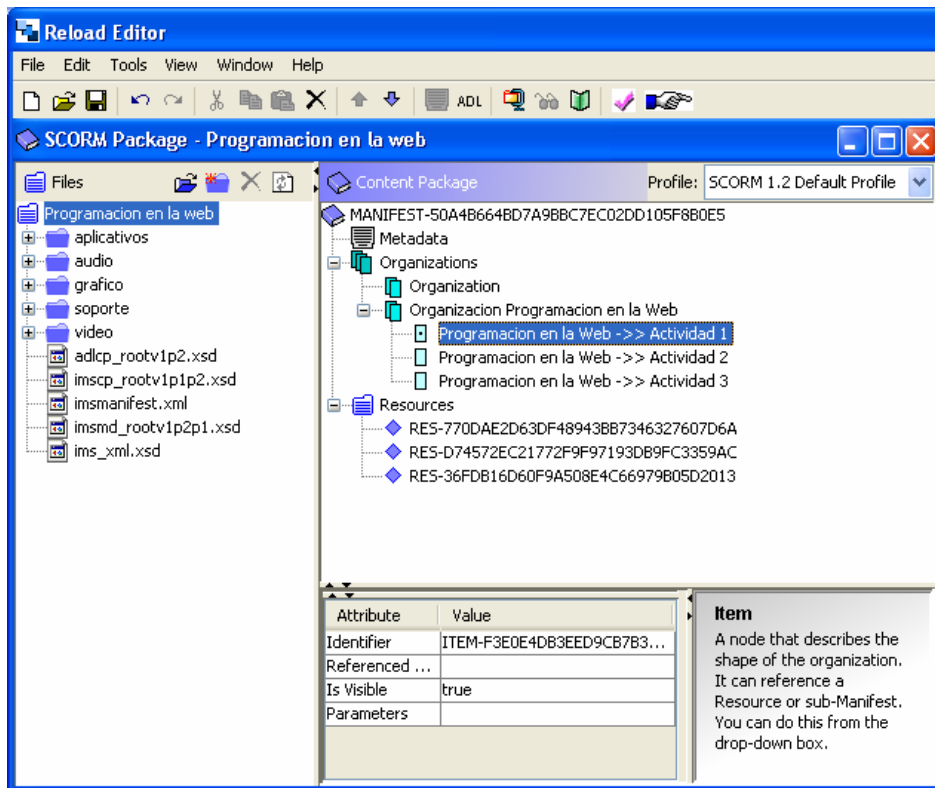 Reload Editor
File Edit Tools View Window Help
ADL
SCORM Package - Programacion en la web
Files
Programacion en la web
aplicativos
audio
grafico
soporte
video
adlcp_rootv1p2.xsd
imscp_rootv1p1p2.xsd
imsmanifest.xml
imsmd_rootv1p2p1.xsd
ims_xml.xsd
Content Package
Profile: SCORM 1.2 Default Profile
MANIFEST-50A4B664BD7A9BBC7EC02DD105F8B0E5
Metadata
Organizations
Organization
Organizacion Programacion en la Web
Programacion en la Web ->> Actividad 1
Programacion en la Web ->> Actividad 2
Programacion en la Web ->> Actividad 3
Resources
RES-770DAE2D63DF48943BB7346327607D6A
RES-D74572EC21772F9F97193DB9FC3359AC
RES-36FDB16D60F9A508E4C66979B05D2013
Attribute Value
Identifier ITEM-F3E0E4DB3EED9CB7B3...
Referenced ...
Is Visible true
Parameters
Item
A node that describes the
shape of the organization.
It can reference a
Resource or sub-Manifest.
You can do this from the
drop-down box.